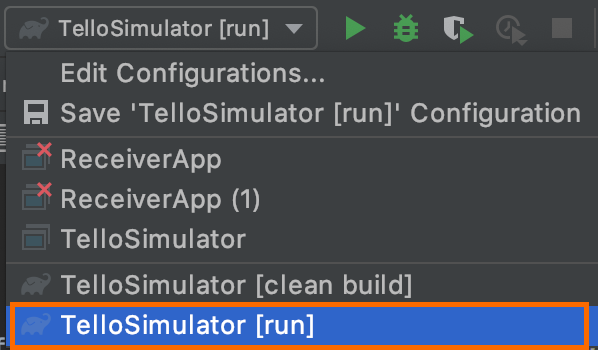 TelloSimulator [run]
Edit Configurations...
Save 'TelloSimulator [run]' Configuration
ReceiverApp
ReceiverApp (1)
TelloSimulator
TelloSimulator [clean build]
TelloSimulator [run]